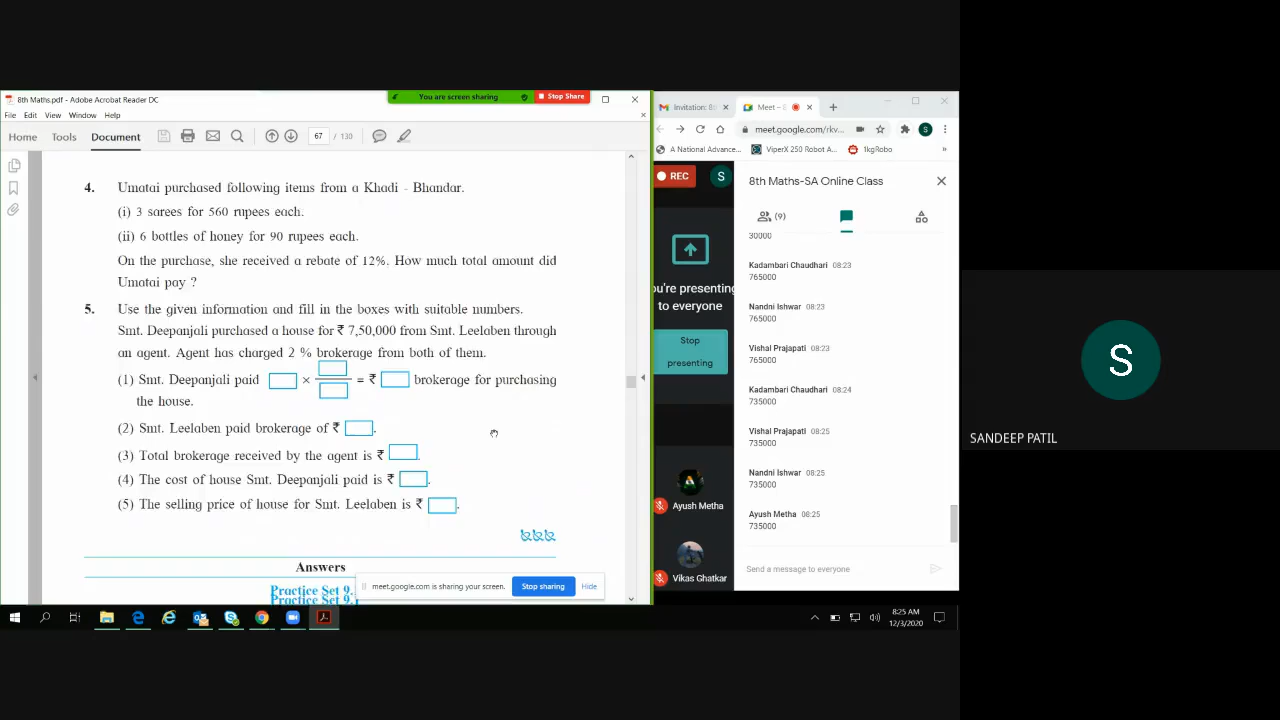 8th Maths.pdf - Adobe Acrobat Reader DC
You are screen sharing
Stop Share
File Edit View Window Help
Home Tools Document
67 / 130
4. Umatai purchased following items from a Khadi - Bhandar.
(i) 3 sarees for 560 rupees each.
(ii) 6 bottles of honey for 90 rupees each.
On the purchase, she received a rebate of 12%. How much total amount did
Umatai pay ?
5. Use the given information and fill in the boxes with suitable numbers.
Smt. Deepanjali purchased a house for ₹ 7,50,000 from Smt. Leelaben through
an agent. Agent has charged 2 % brokerage from both of them.
(1) Smt. Deepanjali paid × = ₹ brokerage for purchasing
the house.
(2) Smt. Leelaben paid brokerage of ₹ .
(3) Total brokerage received by the agent is ₹ .
(4) The cost of house Smt. Deepanjali paid is ₹ .
(5) The selling price of house for Smt. Leelaben is ₹ .
Answers
Practice Set 9.
meet.google.com is sharing your screen.
Stop sharing
Hide
Invitation: 8t
Meet –
meet.google.com/rkv...
S
A National Advance...
ViperX 250 Robot A...
1kgRobo
»
REC
S
8th Maths-SA Online Class
(9)
30000
Kadambari Chaudhari 08:23
765000
Nandni Ishwar 08:23
765000
Vishal Prajapati 08:23
765000
Kadambari Chaudhari 08:24
735000
Vishal Prajapati 08:25
735000
Nandni Ishwar 08:25
735000
Ayush Metha 08:25
735000
Send a message to everyone
ou're presenting
to everyone
Stop
presenting
Ayush Metha
Vikas Ghatkar
S
SANDEEP PATIL
8:25 AM
12/3/2020